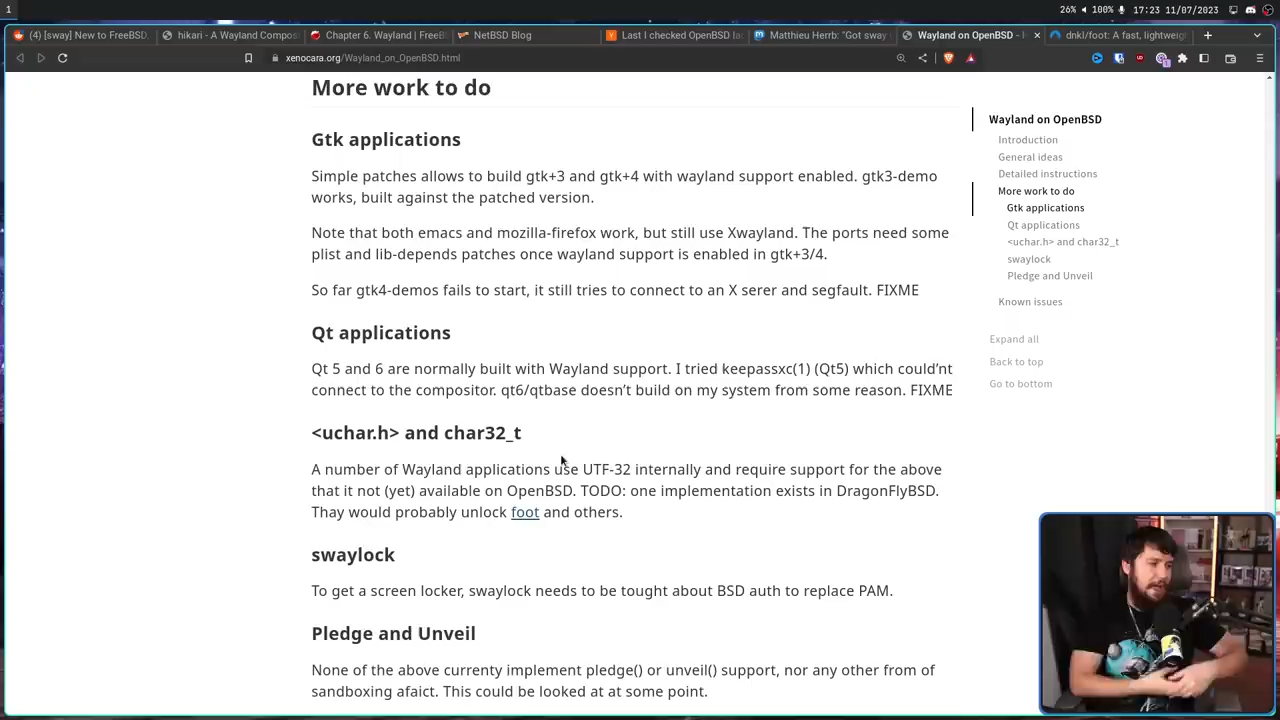 1
26% 100% 17:23 11/07/2023
(4) [sway] New to FreeBSD,
hikari - A Wayland Compos
Chapter 6. Wayland | FreeB
NetBSD Blog
Last I checked OpenBSD lac
Matthieu Herrb: "Got sway
Wayland on OpenBSD -
dnkl/foot: A fast, lightweigh
xenocara.org/Wayland_on_OpenBSD.html
More work to do
Gtk applications
Simple patches allows to build gtk+3 and gtk+4 with wayland support enabled. gtk3-demo
works, built against the patched version.
Note that both emacs and mozilla-firefox work, but still use Xwayland. The ports need some
plist and lib-depends patches once wayland support is enabled in gtk+3/4.
So far gtk4-demos fails to start, it still tries to connect to an X serer and segfault. FIXME
Qt applications
Qt 5 and 6 are normally built with Wayland support. I tried keepassxc(1) (Qt5) which could'nt
connect to the compositor. qt6/qtbase doesn't build on my system from some reason. FIXME
<uchar.h> and char32_t
A number of Wayland applications use UTF-32 internally and require support for the above
that it not (yet) available on OpenBSD. TODO: one implementation exists in DragonFlyBSD.
Thay would probably unlock foot and others.
swaylock
To get a screen locker, swaylock needs to be tought about BSD auth to replace PAM.
Pledge and Unveil
None of the above currenty implement pledge() or unveil() support, nor any other from of
sandboxing afaict. This could be looked at at some point.
Wayland on OpenBSD
Introduction
General ideas
Detailed instructions
More work to do
Gtk applications
Qt applications
<uchar.h> and char32_t
swaylock
Pledge and Unveil
Known issues
Expand all
Back to top
Go to bottom